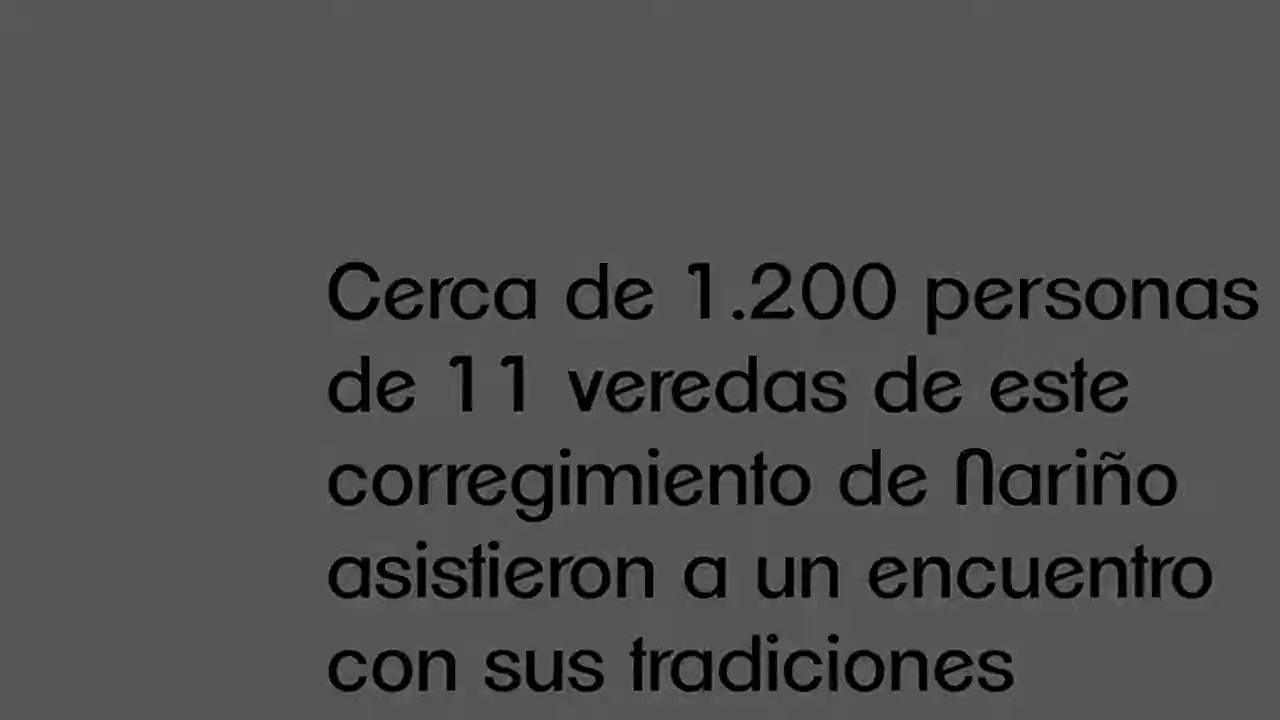 Cerca de 1.200 personas
de 11 veredas de este
corregimiento de Nariño
asistieron a un encuentro
con sus tradiciones